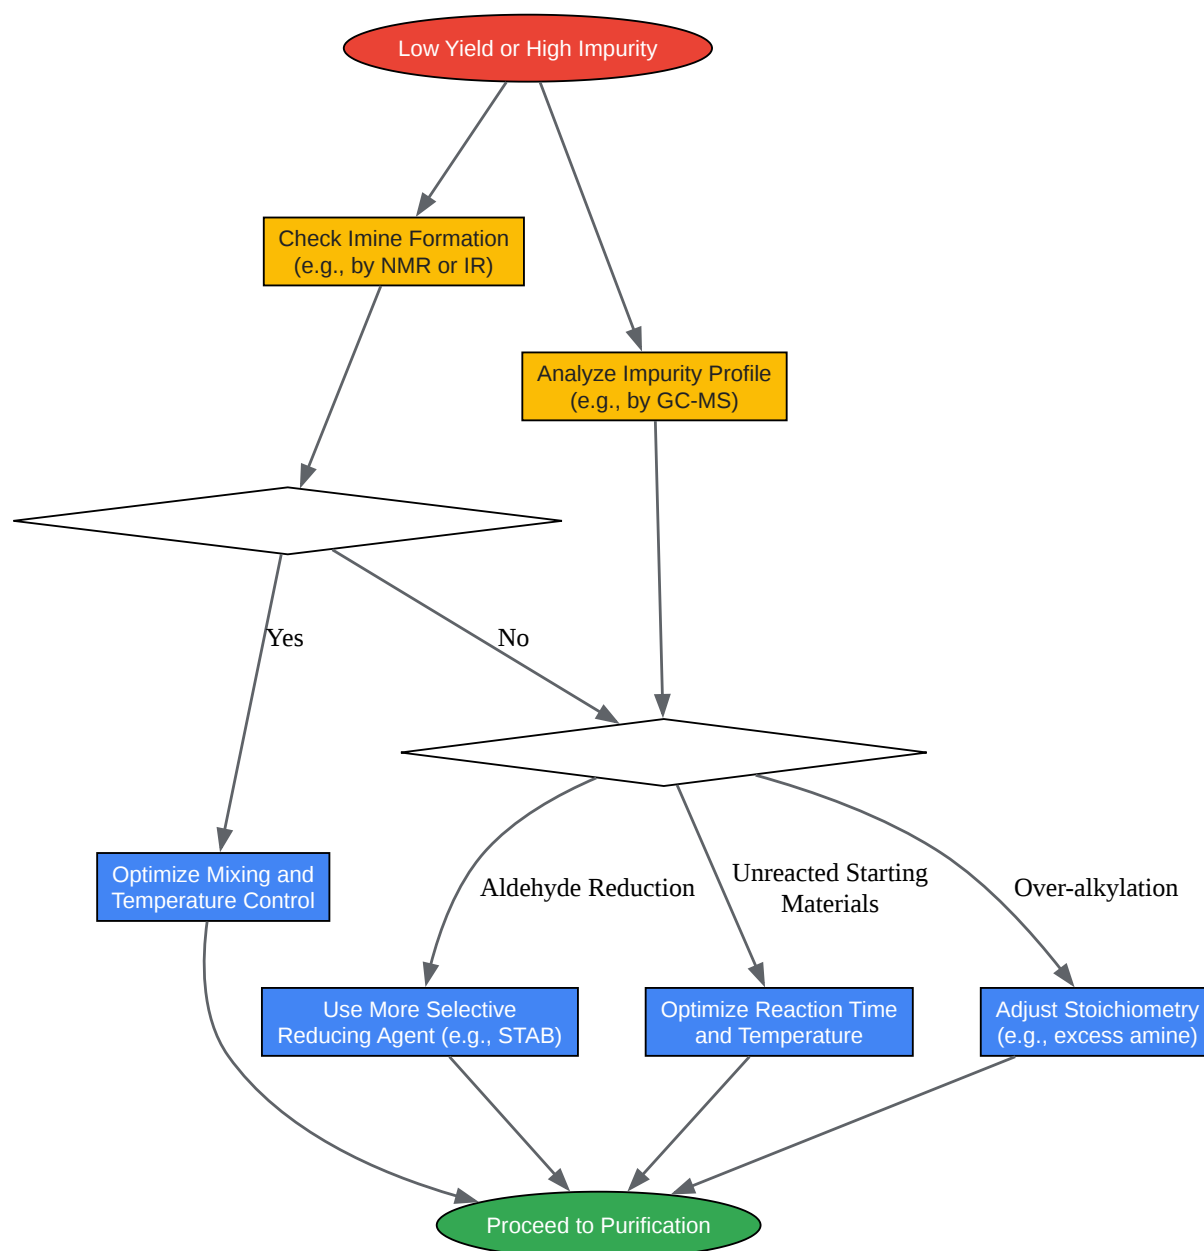 Low Yield or High Impurity
Check Imine Formation
(e.g., by NMR or IR)
Analyze Impurity Profile
(e.g., by GC-MS)
Yes
No
Optimize Mixing and
Temperature Control
Aldehyde Reduction
Unreacted Starting
Materials
Over-alkylation
Use More Selective
Reducing Agent (e.g., STAB)
Optimize Reaction Time
and Temperature
Adjust Stoichiometry
(e.g., excess amine)
Proceed to Purification